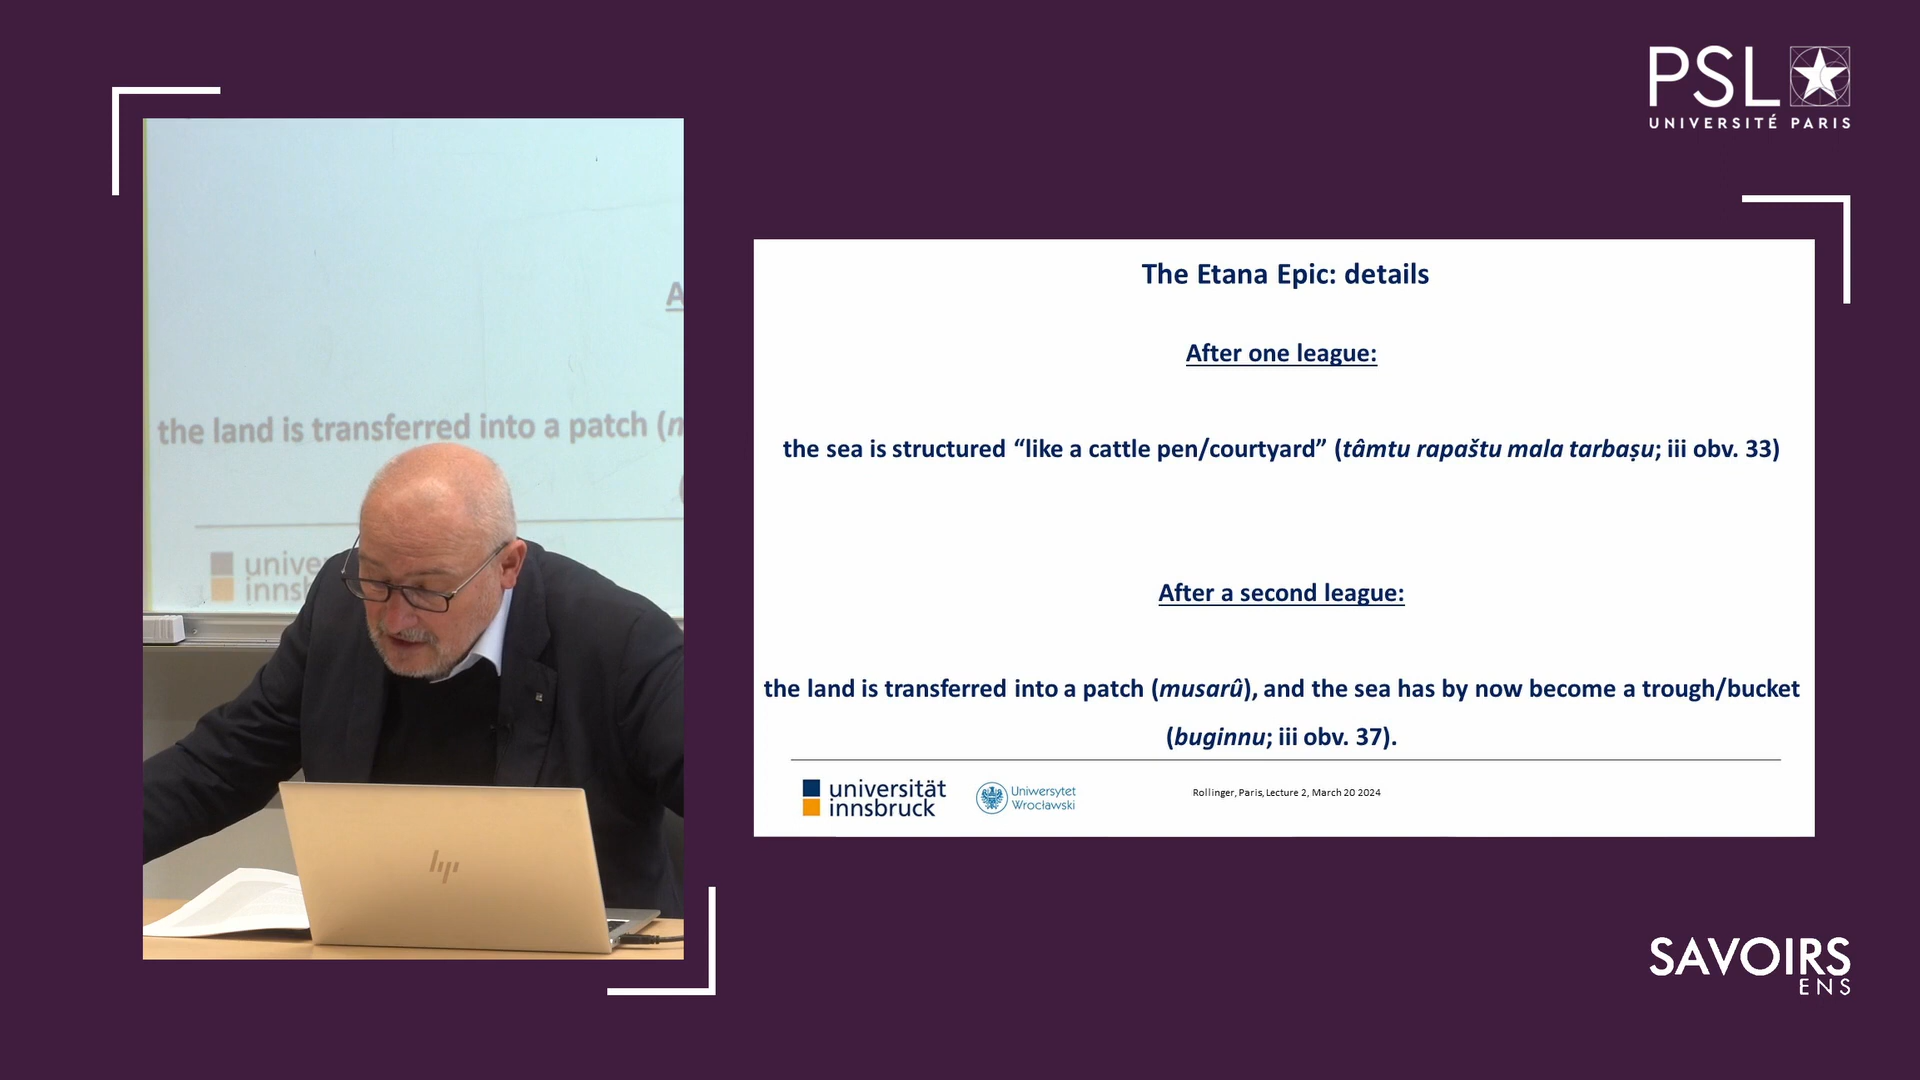 PSL
UNIVERSITÉ PARIS
A
the land is transferred into a patch (
unive
innsb
The Etana Epic: details
After one league:
the sea is structured “like a cattle pen/courtyard” (tâmtu rapaštu mala tarbaṣu; iii obv. 33)
After a second league:
the land is transferred into a patch (musarû), and the sea has by now become a trough/bucket
(buginnu; iii obv. 37).
universität
innsbruck
Uniwersytet
Wrocławski
Rollinger, Paris, Lecture 2, March 20 2024
hp
SAVOIRS
ENS